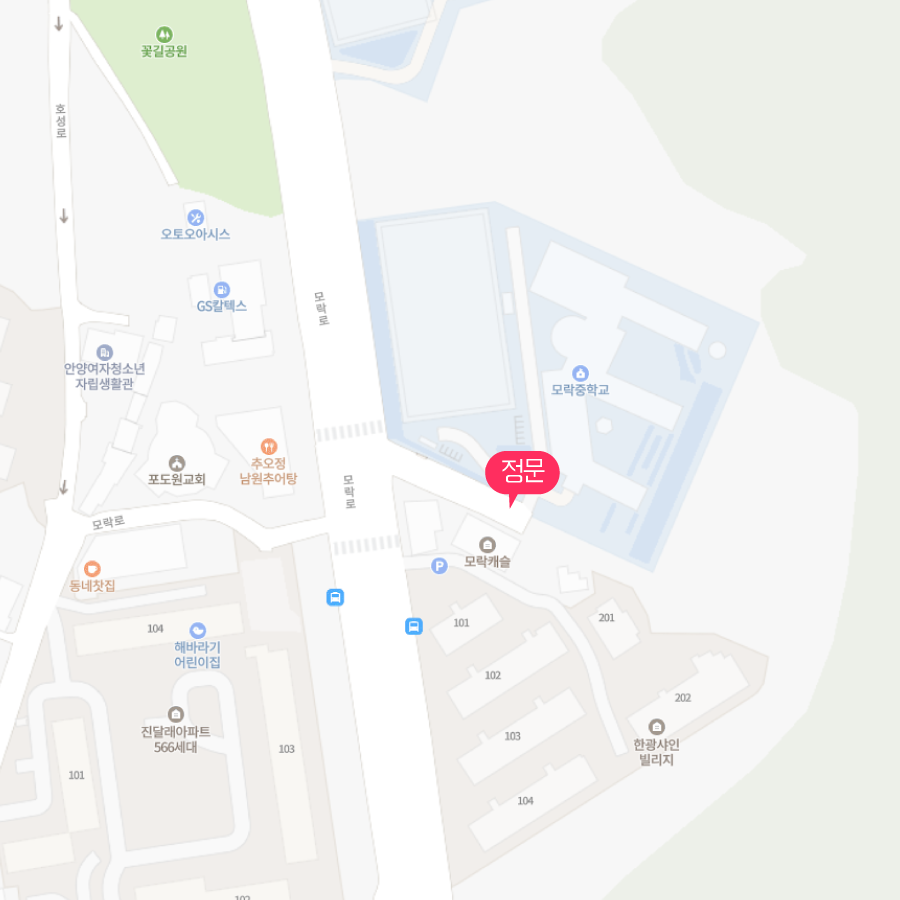 꽃길공원
호성로
오토오아시스
GS칼텍스
모락로
안양여자청소년
자립생활관
모락중학교
추오정
남원추어탕
포도원교회
정문
모락로
모락로
모락캐슬
P
동네찻집
104
해바라기
어린이집
101
201
102
202
진달래아파트
566세대
103
103
한광샤인
빌리지
101
104
102